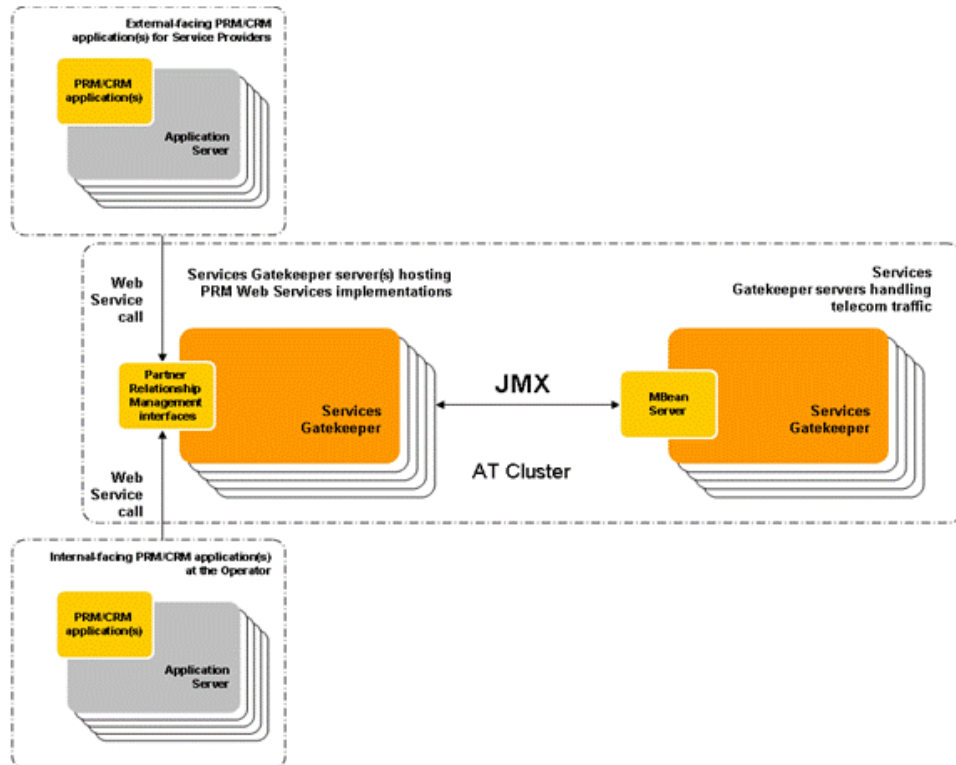 External-facing PRM/CRM
application(s) for Service Providers
PRM/CRM
application(s)
Application
Server
Web
Service
call
Services Gatekeeper server(s) hosting
PRM Web Services implementations
Services
Gatekeeper servers handling
telecom traffic
Partner
Relationship
Management
interfaces
Services
Gatekeeper
JMX
MBean
Server
Services
Gatekeeper
AT Cluster
Web
Service
call
Internal-facing PRM/CRM application(s)
at the Operator
PRM/CRM
application(s)
Application
Server